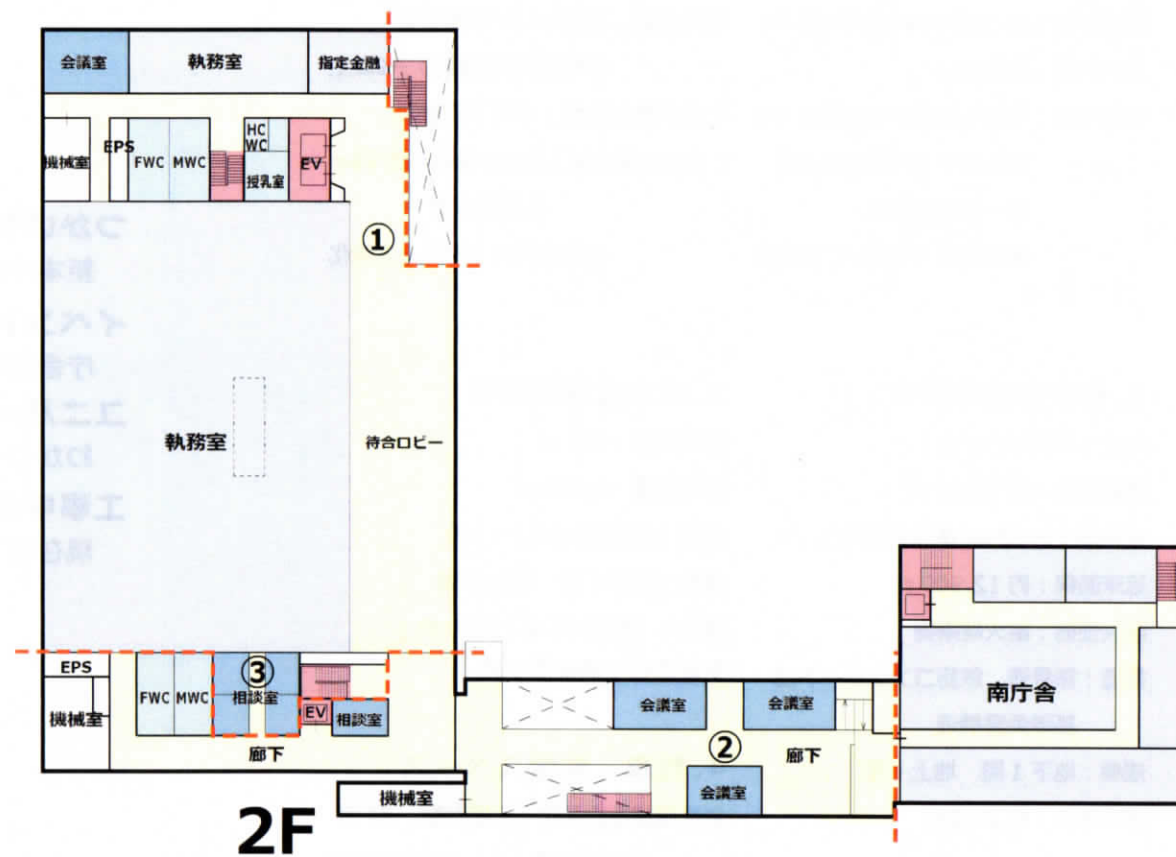 会議室
執務室
指定金融
機械室
EPS
FWC
MWC
HC
WC
授乳室
EV
①
執務室
待合ロビー
EPS
機械室
FWC
MWC
③
相談室
EV
相談室
廊下
機械室
会議室
会議室
②
廊下
会議室
南庁舎
2F